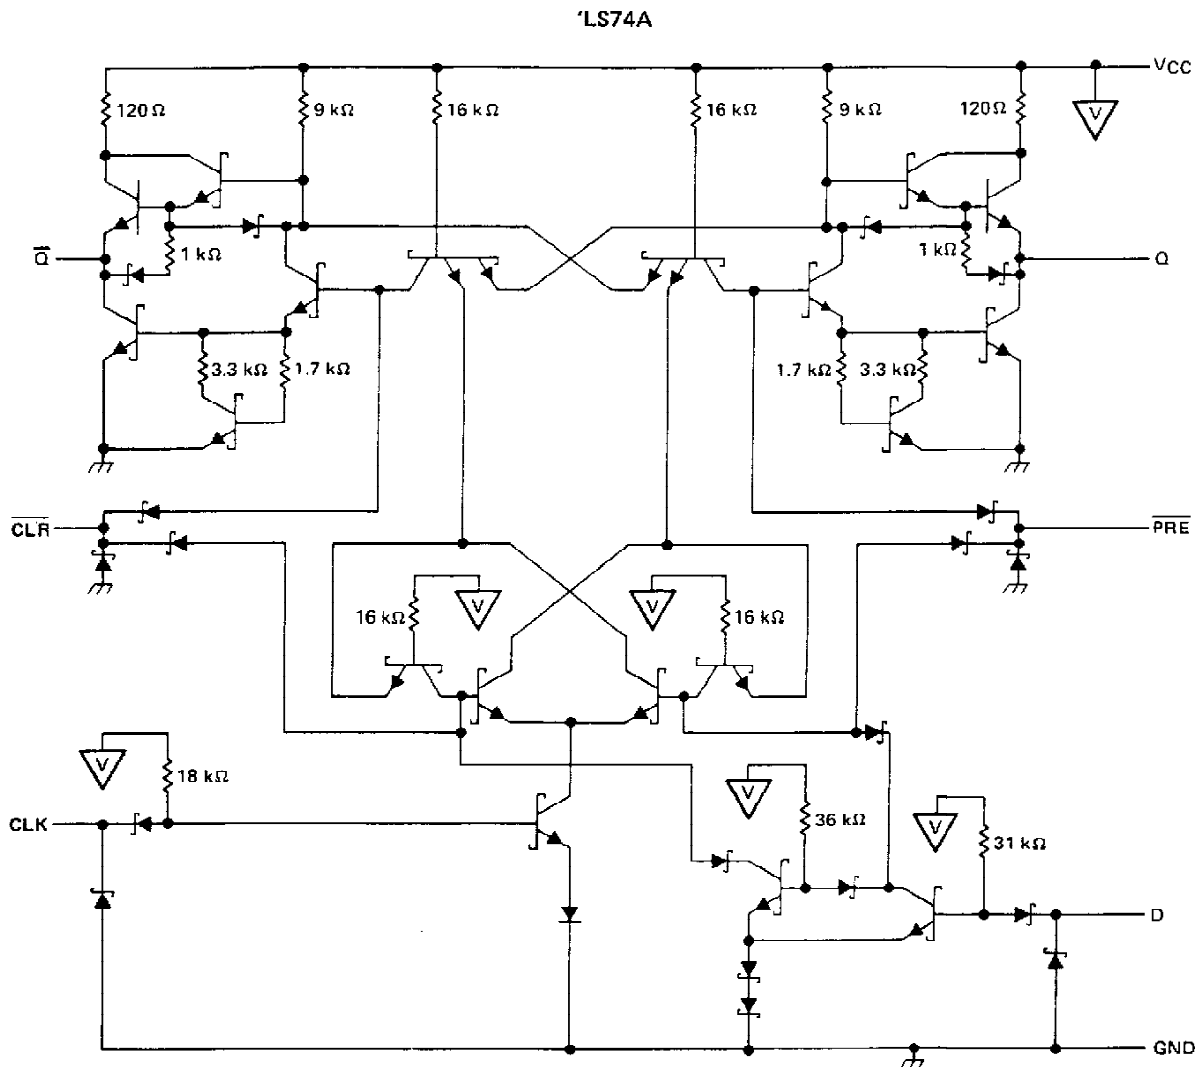 'LS74A
VCC
120 Ω 9 kΩ 16 kΩ 16 kΩ 9 kΩ 120 Ω V
Q̅ 1 kΩ 1 kΩ Q
3.3 kΩ 1.7 kΩ 1.7 kΩ 3.3 kΩ
C̅L̅R̅ P̅R̅E̅
16 kΩ V V 16 kΩ
V 18 kΩ
V 36 kΩ
CLK
V 31 kΩ
D
GND